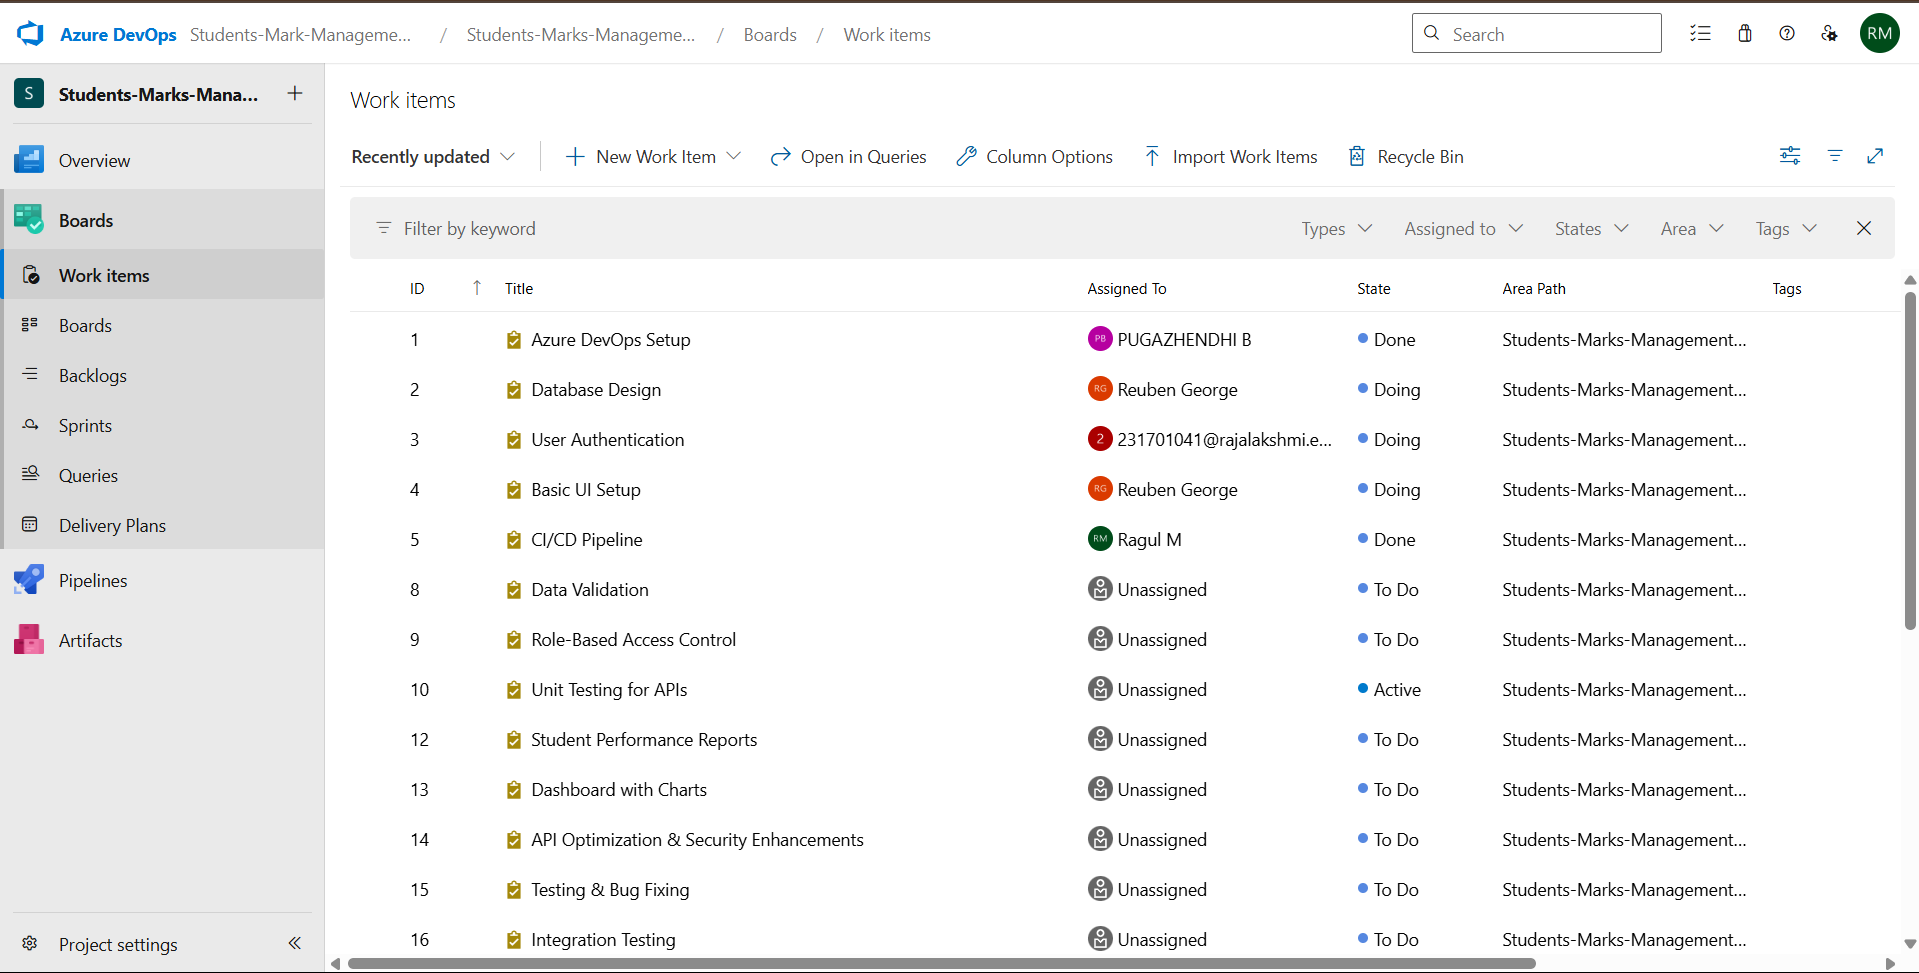 Azure DevOps Students-Mark-Manageme... / Students-Marks-Manageme... / Boards / Work items Search RM
S Students-Marks-Mana... +
Overview
Boards
Work items
Boards
Backlogs
Sprints
Queries
Delivery Plans
Pipelines
Artifacts
Project settings
Work items
Recently updated New Work Item Open in Queries Column Options Import Work Items Recycle Bin
Filter by keyword Types Assigned to States Area Tags
ID Title Assigned To State Area Path Tags
1 Azure DevOps Setup PB PUGAZHENDHI B Done Students-Marks-Management...
2 Database Design RG Reuben George Doing Students-Marks-Management...
3 User Authentication 2 231701041@rajalakshmi.e... Doing Students-Marks-Management...
4 Basic UI Setup RG Reuben George Doing Students-Marks-Management...
5 CI/CD Pipeline RM Ragul M Done Students-Marks-Management...
8 Data Validation Unassigned To Do Students-Marks-Management...
9 Role-Based Access Control Unassigned To Do Students-Marks-Management...
10 Unit Testing for APIs Unassigned Active Students-Marks-Management...
12 Student Performance Reports Unassigned To Do Students-Marks-Management...
13 Dashboard with Charts Unassigned To Do Students-Marks-Management...
14 API Optimization & Security Enhancements Unassigned To Do Students-Marks-Management...
15 Testing & Bug Fixing Unassigned To Do Students-Marks-Management...
16 Integration Testing Unassigned To Do Students-Marks-Management...